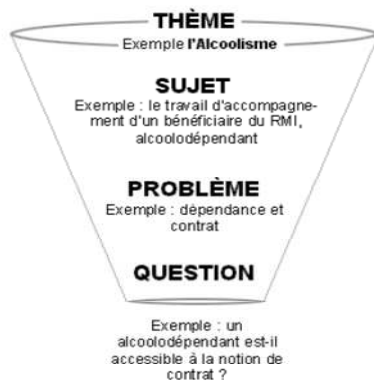 THÈME
Exemple l'Alcoolisme
SUJET
Exemple : le travail d'accompagne-
ment d'un bénéficiaire du RMI,
alcoolodépendant
PROBLÈME
Exemple : dépendance et
contrat
QUESTION
Exemple : un
alcoolodépendant est-il
accessible à la notion de
contrat ?